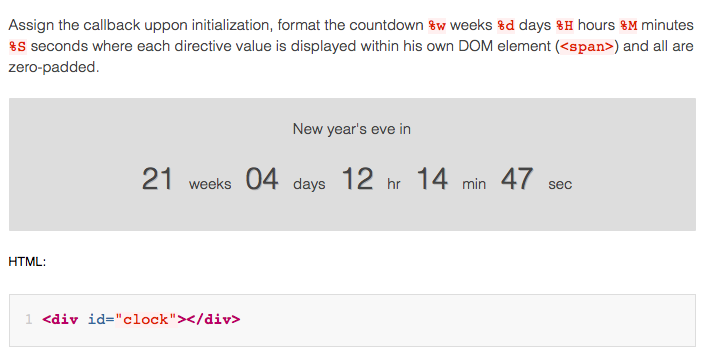 Assign the callback uppon initialization, format the countdown %w weeks %d days %H hours %M minutes
%S seconds where each directive value is displayed within his own DOM element (<span>) and all are
zero-padded.
New year's eve in
21 weeks 04 days 12 hr 14 min 47 sec
HTML:
1 <div id="clock"></div>